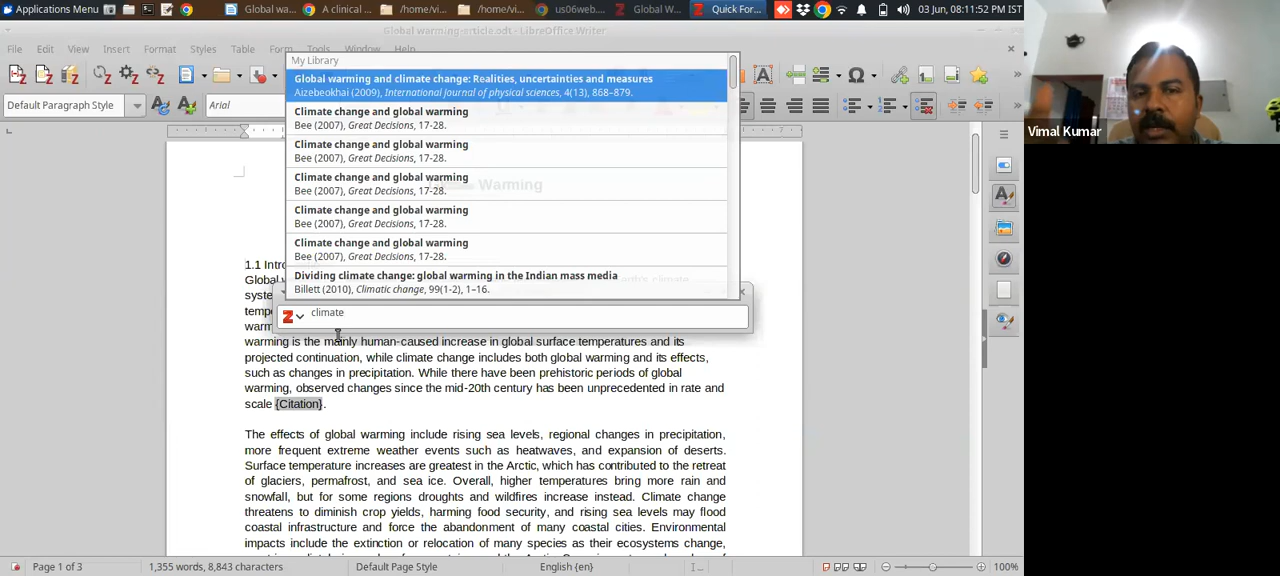 Applications Menu
Global wa...
A clinical ...
/home/vi...
/home/vi...
us06web....
Global W...
Quick For...
03 Jun, 08:11:52 PM IST
Global warming-article.odt - LibreOffice Writer
File Edit View Insert Format Styles Table Form Tools Window Help
Default Paragraph Style
Arial
My Library
Global warming and climate change: Realities, uncertainties and measures
Aizebeokhai (2009), International journal of physical sciences, 4(13), 868–879.
Climate change and global warming
Bee (2007), Great Decisions, 17-28.
Climate change and global warming
Bee (2007), Great Decisions, 17-28.
Climate change and global warming
Bee (2007), Great Decisions, 17-28.
Climate change and global warming
Bee (2007), Great Decisions, 17-28.
Climate change and global warming
Bee (2007), Great Decisions, 17-28.
Dividing climate change: global warming in the Indian mass media
Billett (2010), Climatic change, 99(1-2), 1–16.
Z climate
Warming
1.1 Intro
Global w
syste
tempe
warm
warming is the mainly human-caused increase in global surface temperatures and its
projected continuation, while climate change includes both global warming and its effects,
such as changes in precipitation. While there have been prehistoric periods of global
warming, observed changes since the mid-20th century has been unprecedented in rate and
scale {Citation}.
The effects of global warming include rising sea levels, regional changes in precipitation,
more frequent extreme weather events such as heatwaves, and expansion of deserts.
Surface temperature increases are greatest in the Arctic, which has contributed to the retreat
of glaciers, permafrost, and sea ice. Overall, higher temperatures bring more rain and
snowfall, but for some regions droughts and wildfires increase instead. Climate change
threatens to diminish crop yields, harming food security, and rising sea levels may flood
coastal infrastructure and force the abandonment of many coastal cities. Environmental
impacts include the extinction or relocation of many species as their ecosystems change,
Page 1 of 3
1,355 words, 8,843 characters
Default Page Style
English {en}
100%
Vimal Kumar